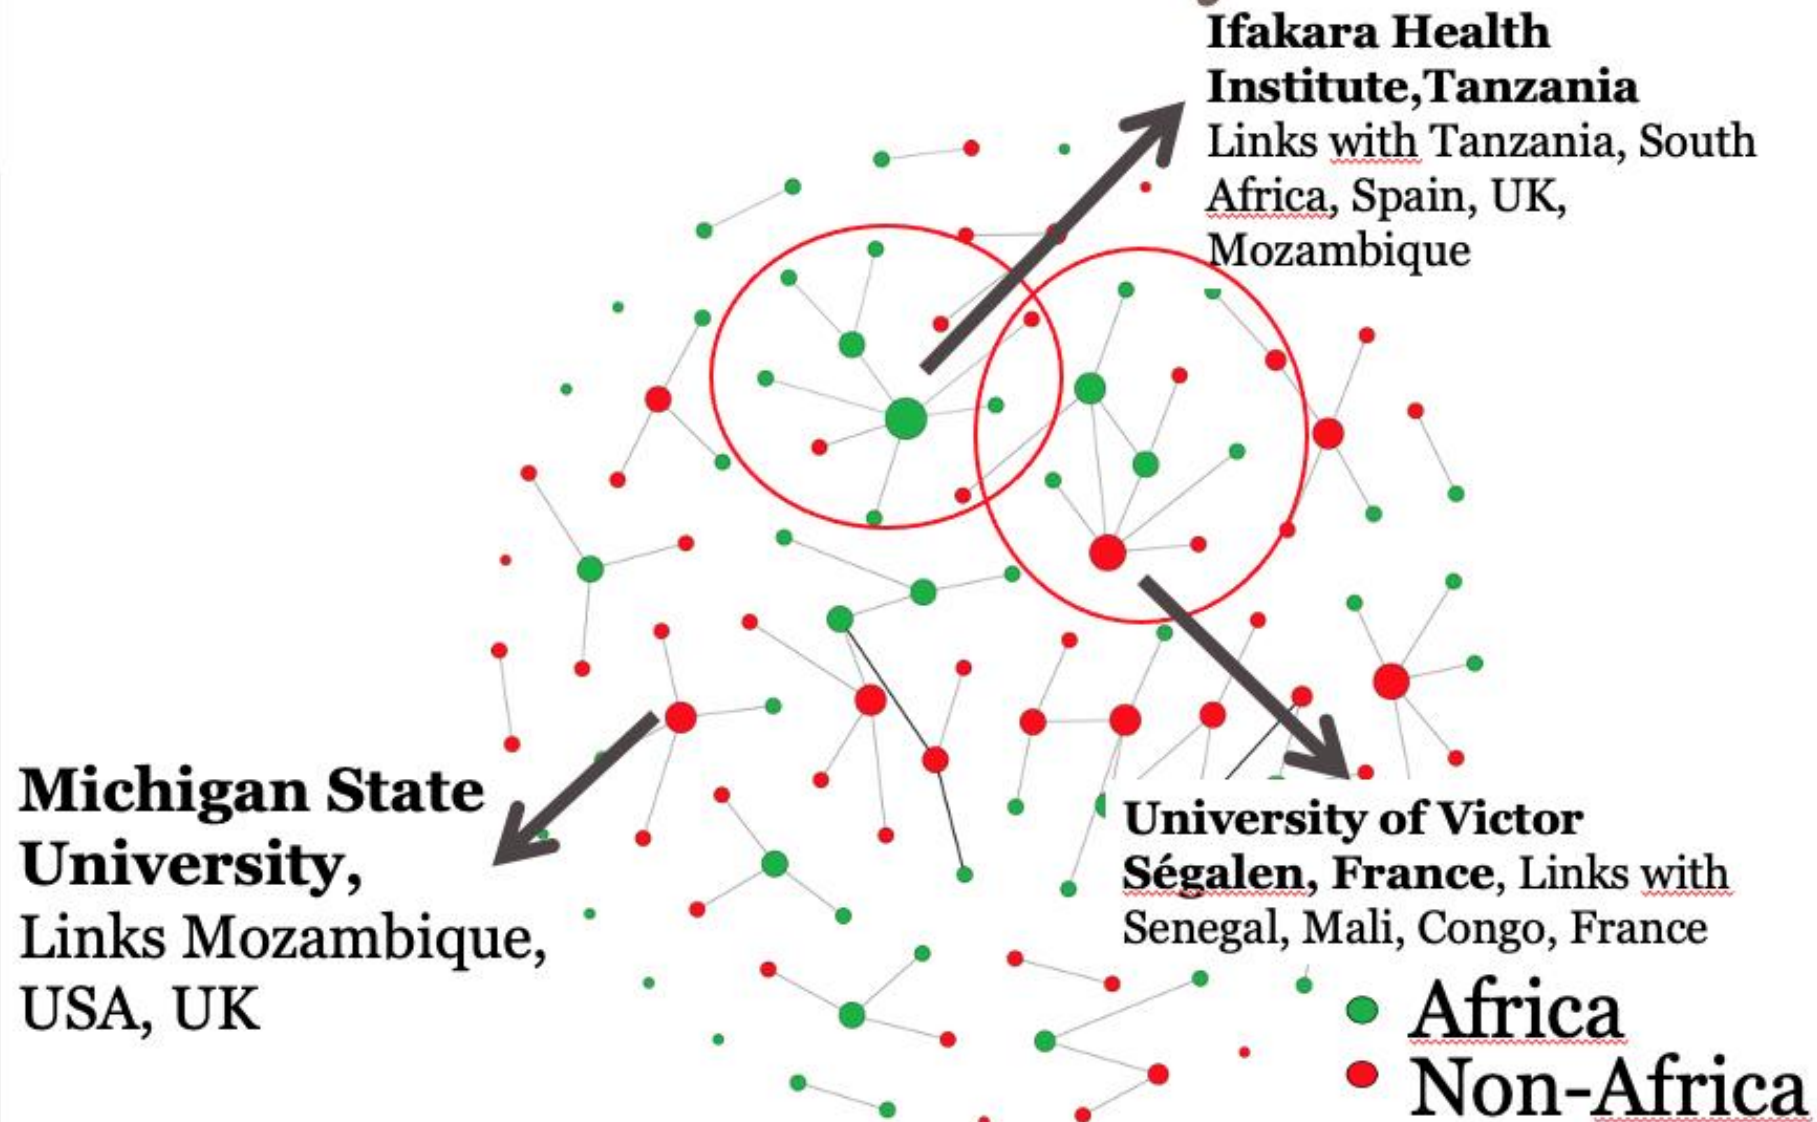 Ifakara Health
Institute,Tanzania
Links with Tanzania, South
Africa, Spain, UK,
Mozambique
Michigan State
University,
Links Mozambique,
USA, UK
University of Victor
Ségalen, France, Links with
Senegal, Mali, Congo, France
Africa
Non-Africa